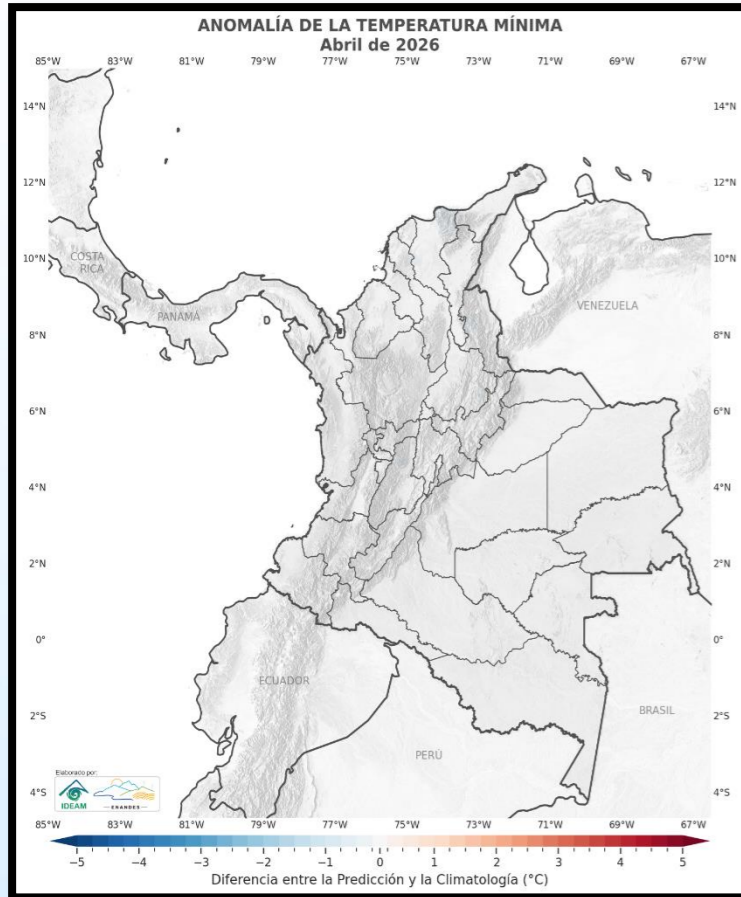 ANOMALÍA DE LA TEMPERATURA MÍNIMA
Abril de 2026
85°W 83°W 81°W 79°W 77°W 75°W 73°W 71°W 69°W 67°W
14°N 14°N
12°N 12°N
10°N 10°N
COSTA
RICA
VENEZUELA
PANAMÁ
8°N 8°N
6°N 6°N
4°N 4°N
2°N 2°N
0° 0°
ECUADOR
BRASIL
2°S 2°S
PERÚ
Elaborado por:
IDEAM
ENANDES
4°S 4°S
85°W 83°W 81°W 79°W 77°W 75°W 73°W 71°W 69°W 67°W
−5 −4 −3 −2 −1 0 1 2 3 4 5
Diferencia entre la Predicción y la Climatología (°C)